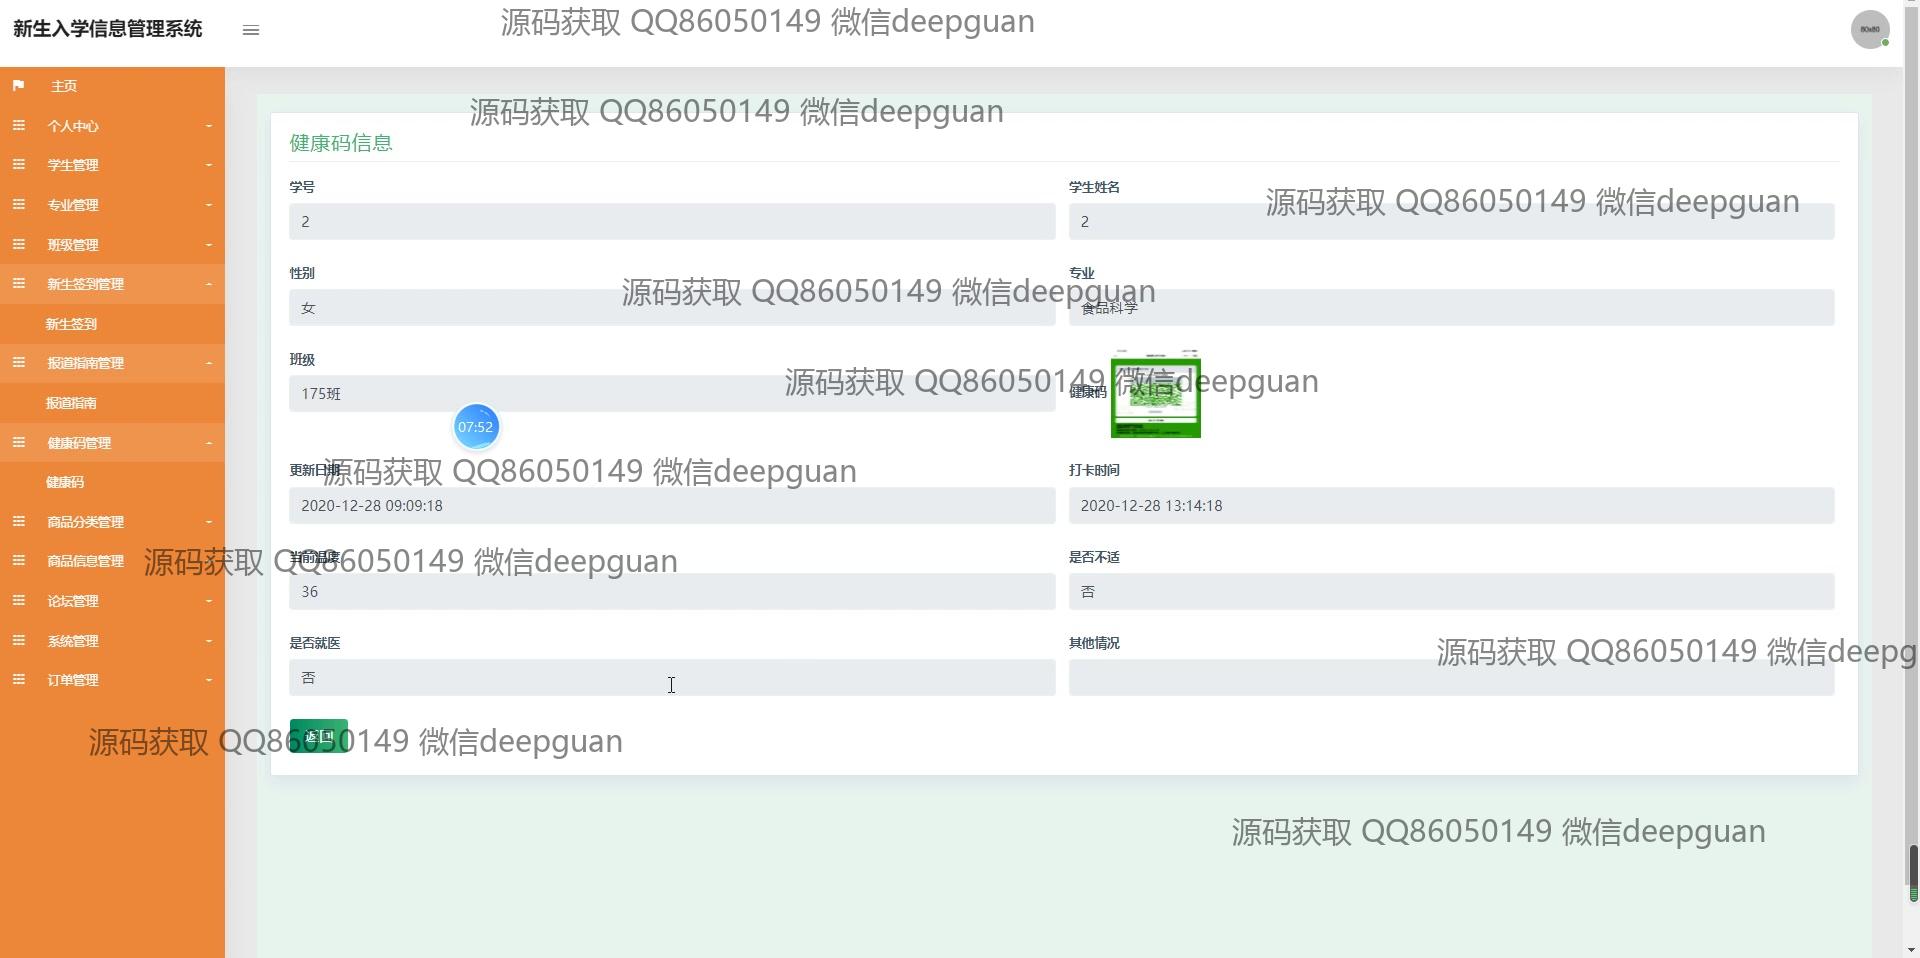 新生入学信息管理系统
源码获取 QQ86050149 微信deepguan
80x80
主页
个人中心
学生管理
专业管理
班级管理
新生签到管理
新生签到
报道指南管理
报道指南
健康码管理
健康码
商品分类管理
商品信息管理
论坛管理
系统管理
订单管理
源码获取 QQ86050149 微信deepguan
健康码信息
学号
2
学生姓名
2
源码获取 QQ86050149 微信deepguan
性别
女
专业
食品科学
源码获取 QQ86050149 微信deepguan
班级
175班
健康码
源码获取 QQ86050149 微信deepguan
07:52
更新日期
2020-12-28 09:09:18
打卡时间
2020-12-28 13:14:18
源码获取 QQ86050149 微信deepguan
当前温度
36
是否不适
否
源码获取 QQ86050149 微信deepguan
是否就医
否
其他情况
源码获取 QQ86050149 微信deepg
返回
源码获取 QQ86050149 微信deepguan
源码获取 QQ86050149 微信deepguan